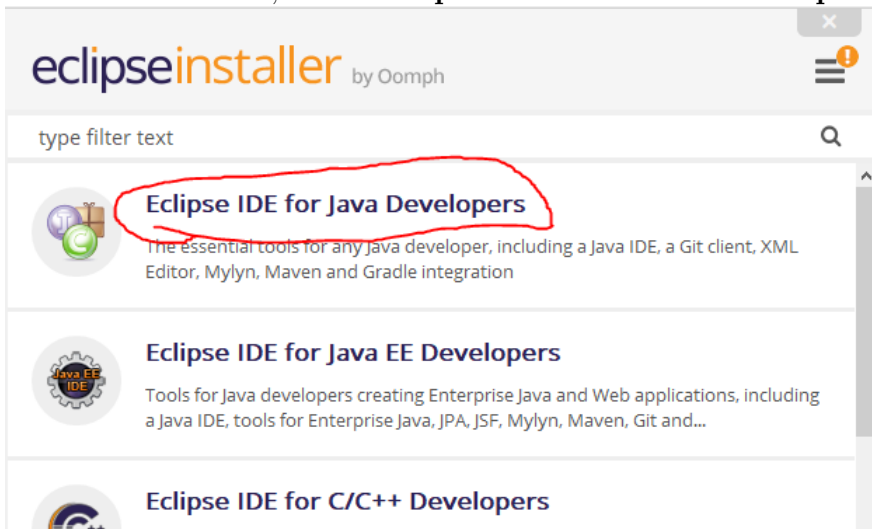 eclipseinstaller by Oomph
type filter text
Eclipse IDE for Java Developers
The essential tools for any Java developer, including a Java IDE, a Git client, XML
Editor, Mylyn, Maven and Gradle integration
Java EE
IDE
Eclipse IDE for Java EE Developers
Tools for Java developers creating Enterprise Java and Web applications, including
a Java IDE, tools for Enterprise Java, JPA, JSF, Mylyn, Maven, Git and...
Eclipse IDE for C/C++ Developers